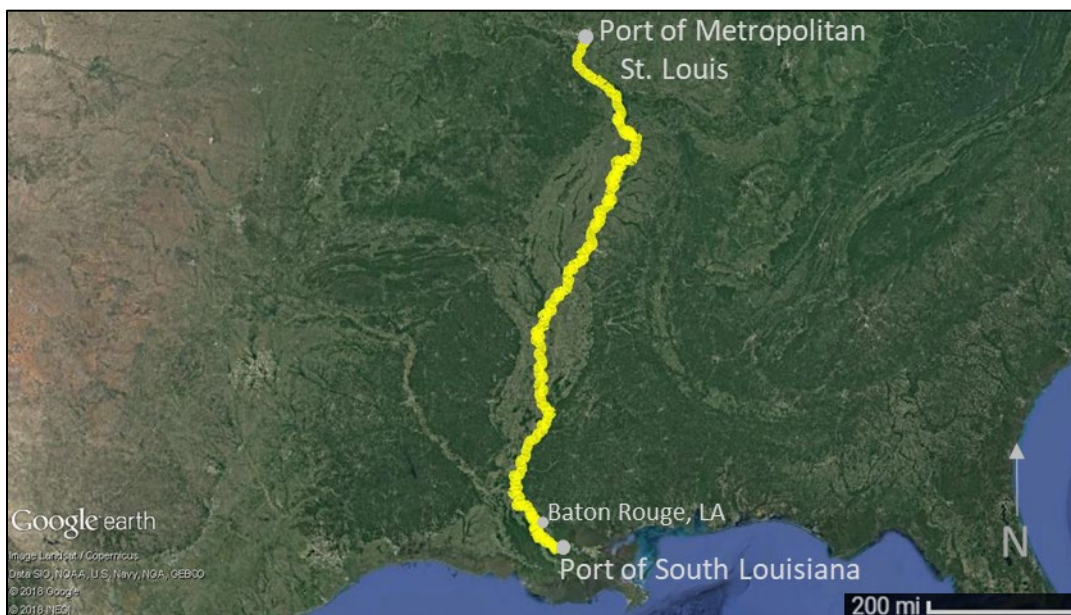 Port of Metropolitan
St. Louis
Baton Rouge, LA
Port of South Louisiana
N
Google earth
Image Landsat / Copernicus
Data SIO, NOAA, U.S. Navy, NGA, GEBCO
© 2018 Google
© 2018 INEGI
200 mi